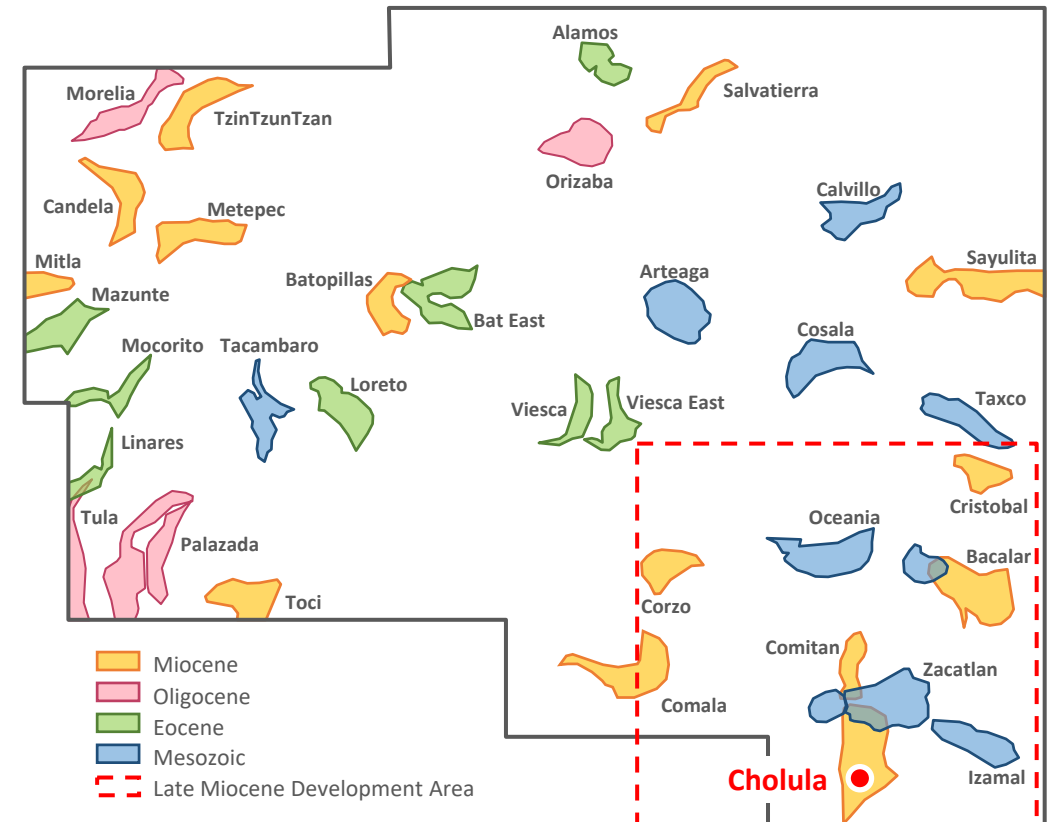 Alamos
Morelia
Salvatierra
TzinTzunTzan
Orizaba
Calvillo
Candela
Metepec
Mitla
Sayulita
Arteaga
Batopillas
Mazunte
Bat East
Cosala
Mocorito
Tacambaro
Loreto
Taxco
Viesca
Viesca East
Linares
Cristobal
Tula
Oceania
Palazada
Bacalar
Toci
Corzo
Comitan
Miocene
Zacatlan
Oligocene
Comala
Eocene
Mesozoic
Cholula
Izamal
Late Miocene Development Area